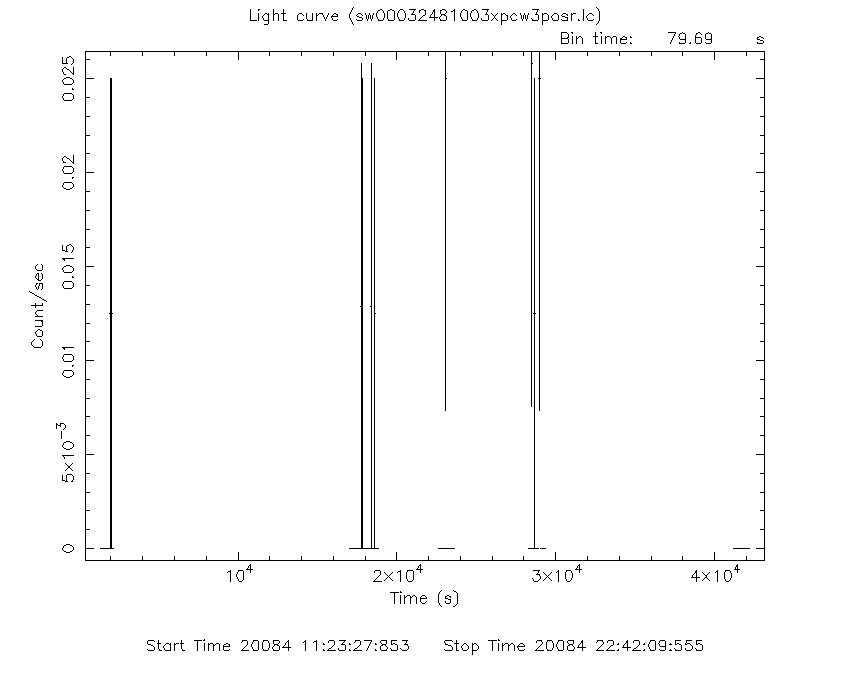 Light curve (sw00032481003xpcw3posr.lc)
Bin time: 79.69 s
0.025
0.02
0.015
0.01
5×10⁻³
0
Count/sec
10⁴ 2×10⁴ 3×10⁴ 4×10⁴
Time (s)
Start Time 20084 11:23:27:853 Stop Time 20084 22:42:09:555